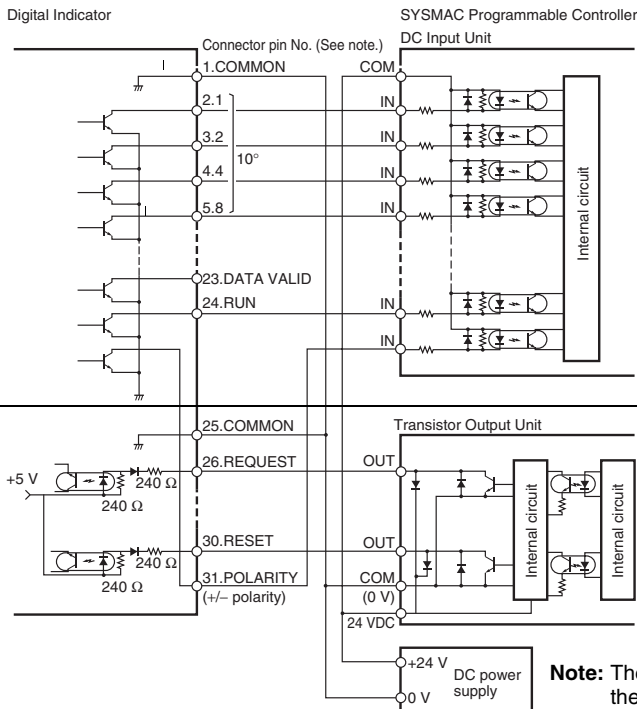 Digital Indicator
SYSMAC Programmable Controller
Connector pin No. (See note.)
DC Input Unit
1.COMMON
COM
2.1
IN
3.2
IN
10°
4.4
IN
5.8
IN
Internal circuit
23.DATA VALID
24.RUN
IN
IN
25.COMMON
Transistor Output Unit
+5 V
26.REQUEST
OUT
240 Ω
240 Ω
Internal circuit
Internal circuit
30.RESET
OUT
240 Ω
240 Ω
31.POLARITY
(+/− polarity)
COM
(0 V)
24 VDC
+24 V
DC power
supply
0 V
Note: The
the